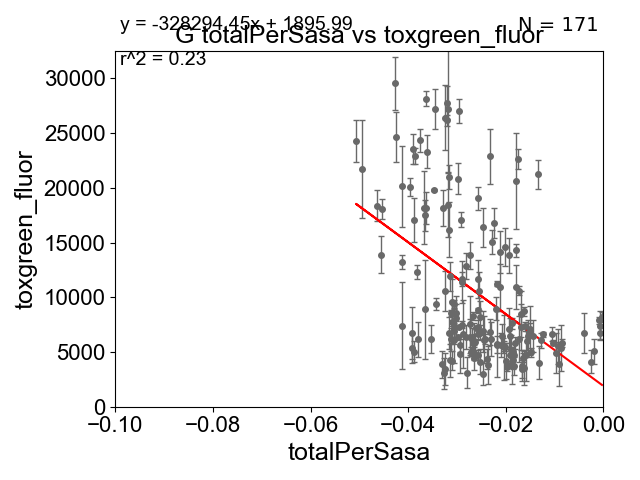 y = -328294.45x + 1895.99
N = 171
G totalPerSasa vs toxgreen_fluor
r^2 = 0.23
30000
25000
20000
15000
10000
5000
0
toxgreen_fluor
−0.10
−0.08
−0.06
−0.04
−0.02
0.00
totalPerSasa